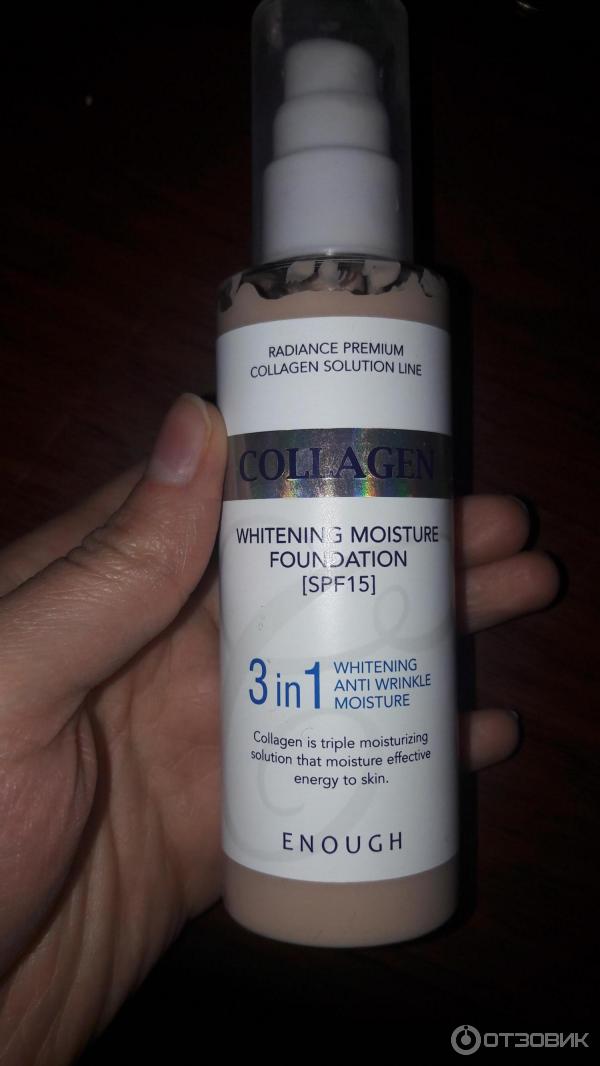 RADIANCE PREMIUM
COLLAGEN SOLUTION LINE
COLLAGEN
WHITENING MOISTURE
FOUNDATION
[SPF15]
3 in 1
WHITENING
ANTI WRINKLE
MOISTURE
Collagen is triple moisturizing
solution that moisture effective
energy to skin.
ENOUGH
ОТЗОВИК